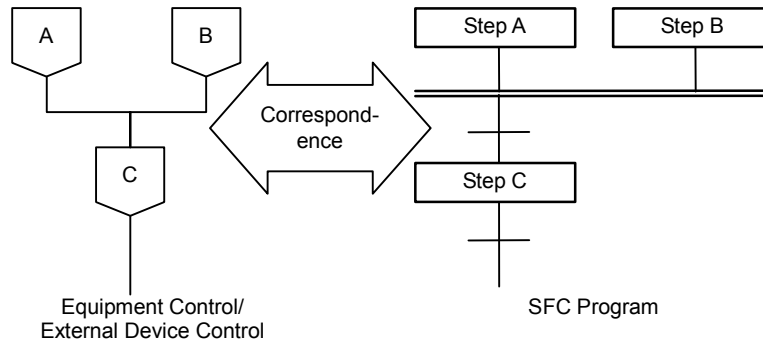 A
B
Step A
Step B
Correspond-
ence
C
Step C
Equipment Control/
External Device Control
SFC Program